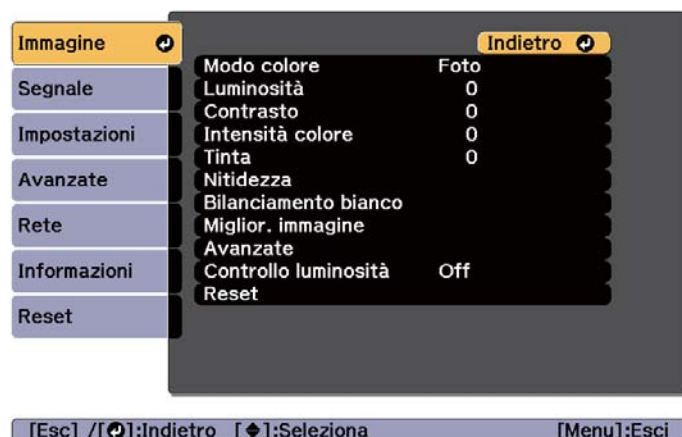 Immagine
Segnale
Impostazioni
Avanzate
Rete
Informazioni
Reset
Indietro
Modo colore Foto
Luminosità 0
Contrasto 0
Intensità colore 0
Tinta 0
Nitidezza
Bilanciamento bianco
Miglior. immagine
Avanzate
Controllo luminosità Off
Reset
[Esc] /[⏎]:Indietro [◆]:Seleziona [Menu]:Esci